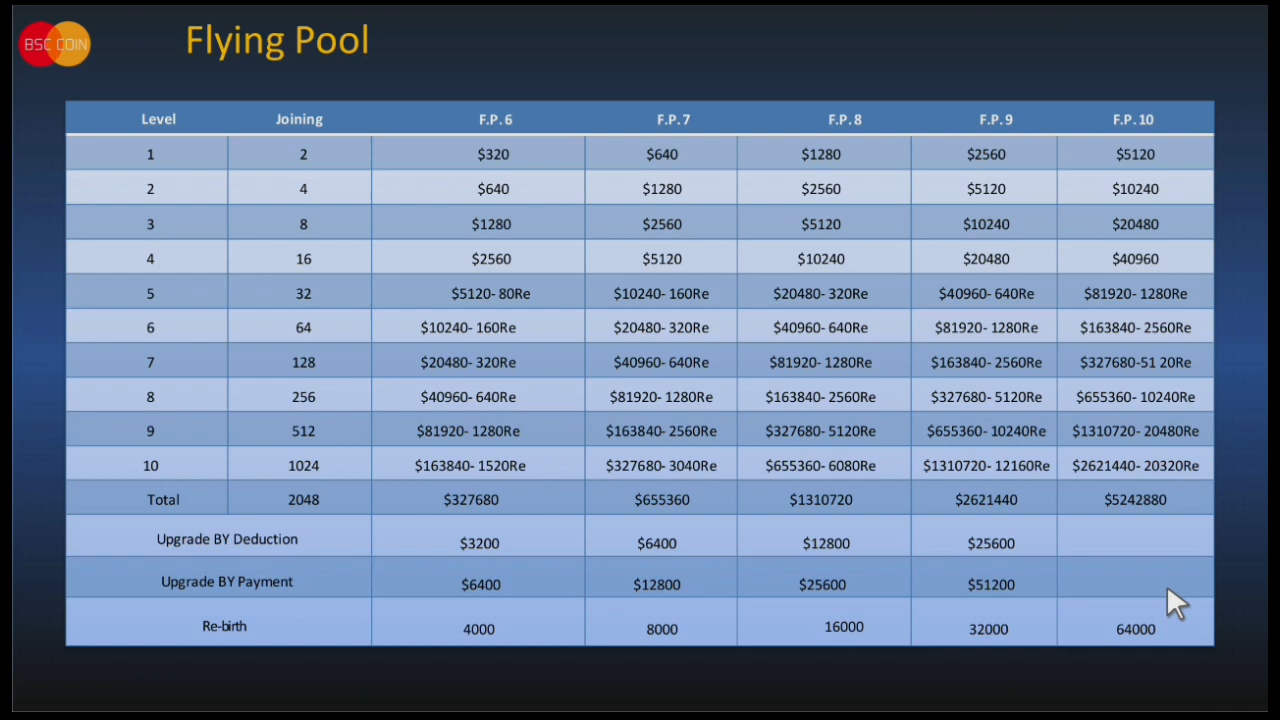 BSC COIN
Flying Pool
Level Joining F.P. 6 F.P. 7 F.P. 8 F.P. 9 F.P. 10
1 2 $320 $640 $1280 $2560 $5120
2 4 $640 $1280 $2560 $5120 $10240
3 8 $1280 $2560 $5120 $10240 $20480
4 16 $2560 $5120 $10240 $20480 $40960
5 32 $5120- 80Re $10240- 160Re $20480- 320Re $40960- 640Re $81920- 1280Re
6 64 $10240- 160Re $20480- 320Re $40960- 640Re $81920- 1280Re $163840- 2560Re
7 128 $20480- 320Re $40960- 640Re $81920- 1280Re $163840- 2560Re $327680-51 20Re
8 256 $40960- 640Re $81920- 1280Re $163840- 2560Re $327680- 5120Re $655360- 10240Re
9 512 $81920- 1280Re $163840- 2560Re $327680- 5120Re $655360- 10240Re $1310720- 20480Re
10 1024 $163840- 1520Re $327680- 3040Re $655360- 6080Re $1310720- 12160Re $2621440- 20320Re
Total 2048 $327680 $655360 $1310720 $2621440 $5242880
Upgrade BY Deduction $3200 $6400 $12800 $25600
Upgrade BY Payment $6400 $12800 $25600 $51200
Re-birth 4000 8000 16000 32000 64000